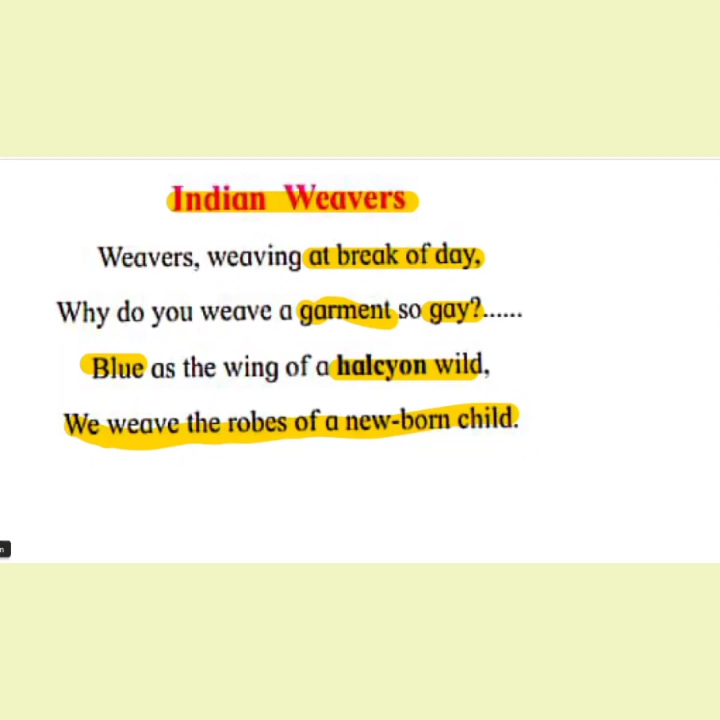 Indian Weavers
Weavers, weaving at break of day,
Why do you weave a garment so gay?......
Blue as the wing of a halcyon wild,
We weave the robes of a new-born child.